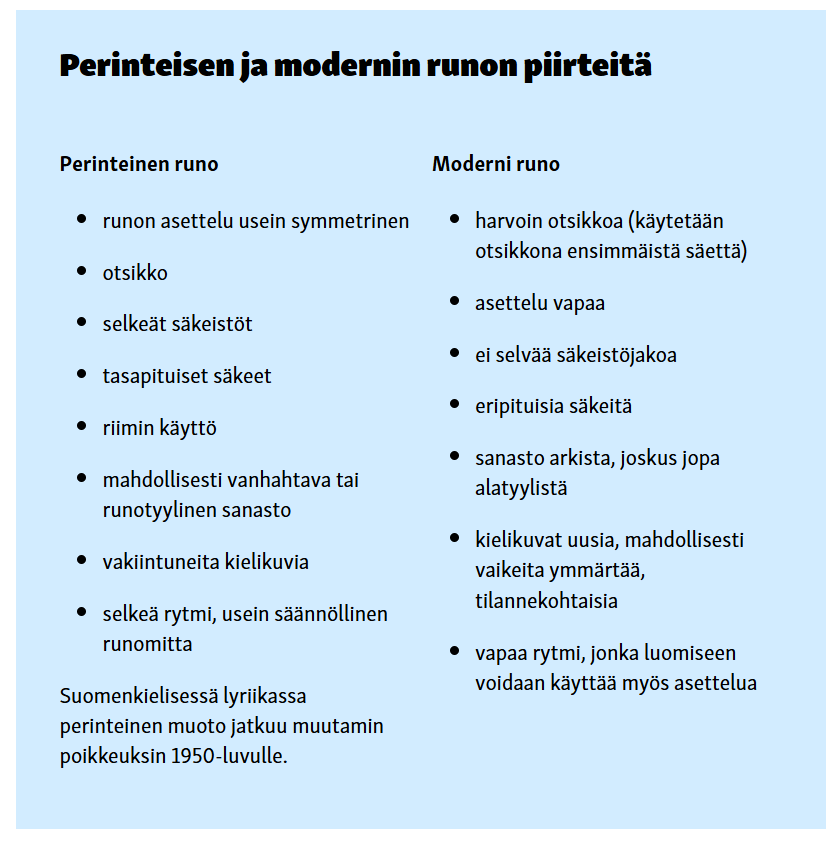 Perinteisen ja modernin runon piirteitä
Perinteinen runo
• runon asettelu usein symmetrinen
• otsikko
• selkeät säkeistöt
• tasapituiset säkeet
• riimin käyttö
• mahdollisesti vanhahtava tai
runotyylinen sanasto
• vakiintuneita kielikuvia
• selkeä rytmi, usein säännöllinen
runomitta
Suomenkielisessä lyriikassa
perinteinen muoto jatkuu muutamin
poikkeuksin 1950-luvulle.
Moderni runo
• harvoin otsikkoa (käytetään
otsikkona ensimmäistä säettä)
• asettelu vapaa
• ei selvää säkeistöjakoa
• eripituisia säkeitä
• sanasto arkista, joskus jopa
alatyylistä
• kielikuvat uusia, mahdollisesti
vaikeita ymmärtää,
tilannekohtaisia
• vapaa rytmi, jonka luomiseen
voidaan käyttää myös asettelua